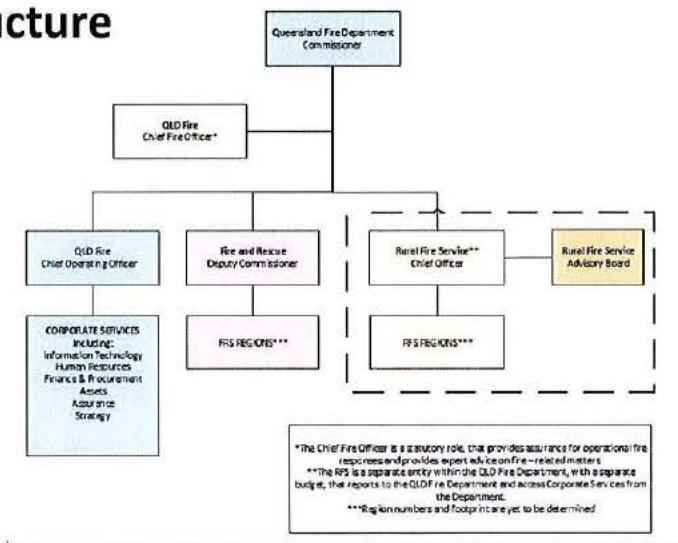 ucture
Queensland Fire Department
Commissioner
QLD Fire
Chief Fire Officer*
QLD Fire
Chief Operating Officer
Fire and Rescue
Deputy Commissioner
Rural Fire Service**
Chief Officer
Rural Fire Service
Advisory Board
CORPORATE SERVICES
Including:
Information Technology
Human Resources
Finance & Procurement
Assets
Assurance
Strategy
FRS REGIONS***
RFS REGIONS***
*The Chief Fire Officer is a statutory role, that provides assurance for operational fire
responses and provides expert advice on fire – related matters
**The RFS is a separate entity within the QLD Fire Department, with a separate
budget, that reports to the QLD Fire Department and access Corporate Services from
the Department.
***Region numbers and footprint are yet to be determined